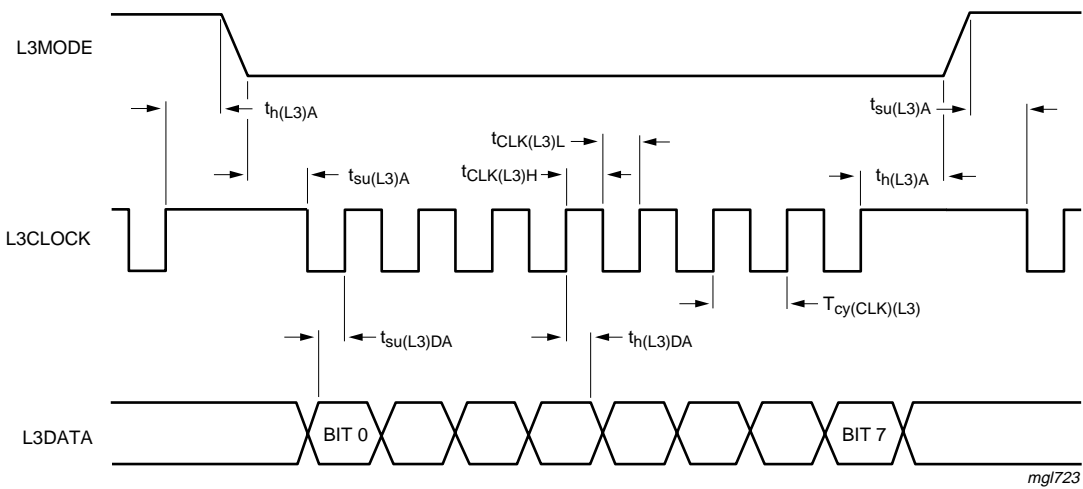 L3MODE
th(L3)A
tsu(L3)A
tCLK(L3)L
tsu(L3)A
tCLK(L3)H
th(L3)A
L3CLOCK
Tcy(CLK)(L3)
tsu(L3)DA
th(L3)DA
L3DATA
BIT 0
BIT 7
mgl723